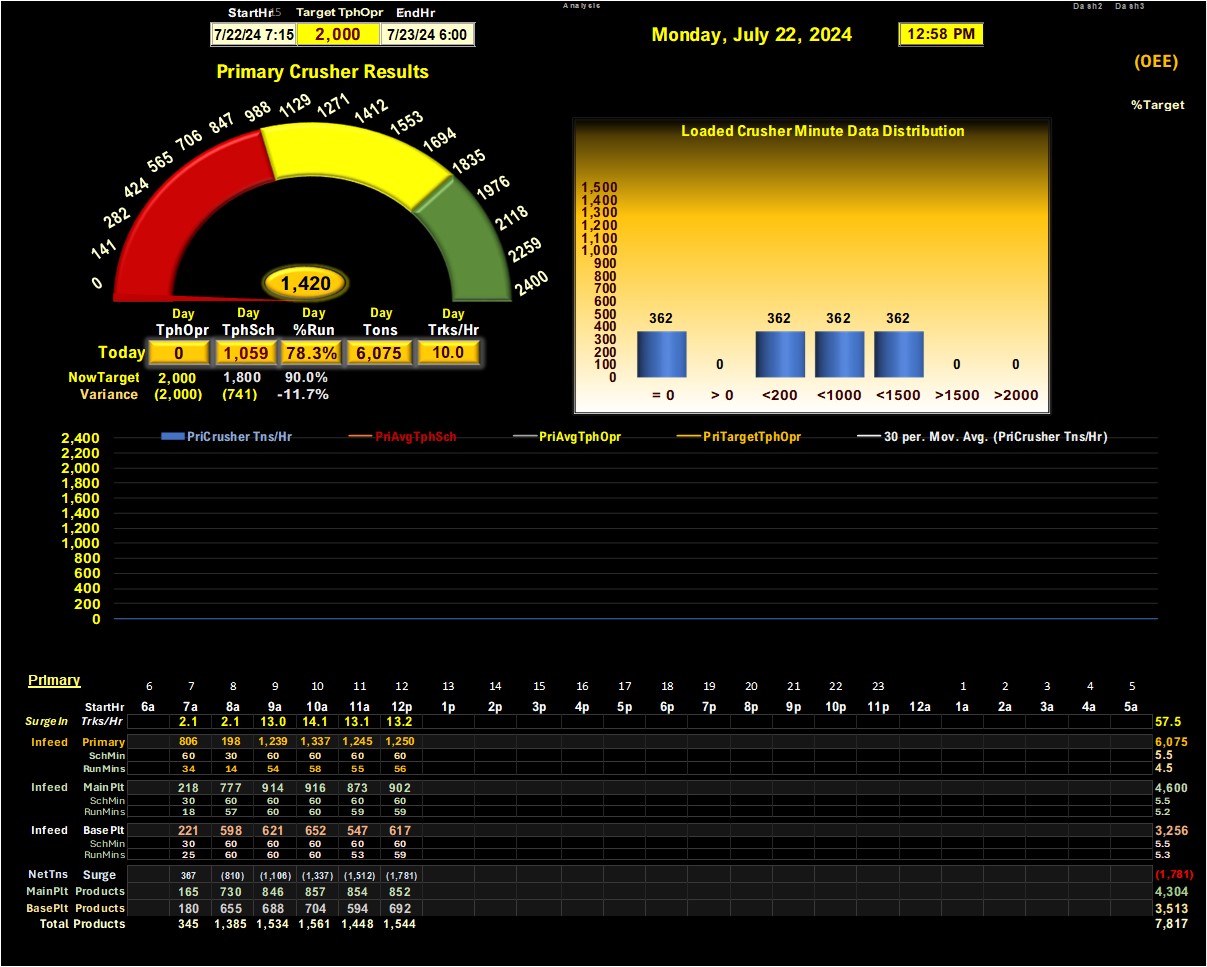 Analysis Dash2 Dash3
StartHr Target TphOpr EndHr
7/22/24 7:15 2,000 7/23/24 6:00
Monday, July 22, 2024 12:58 PM
(OEE)
Primary Crusher Results
%Target
0 141 282 424 565 706 847 988 1129 1271 1412 1553 1694 1835 1976 2118 2259 2400
1,420
Day Day Day Day Day
TphOpr TphSch %Run Tons Trks/Hr
Today 0 1,059 78.3% 6,075 10.0
NowTarget 2,000 1,800 90.0%
Variance (2,000) (741) -11.7%
Loaded Crusher Minute Data Distribution
1,500
1,400
1,300
1,200
1,100
1,000
900
800
700
600
500
400
300
200
100
0
362 0 362 362 362 0 0
= 0 > 0 <200 <1000 <1500 >1500 >2000
PriCrusher Tns/Hr PriAvgTphSch PriAvgTphOpr PriTargetTphOpr 30 per. Mov. Avg. (PriCrusher Tns/Hr)
2,400
2,200
2,000
1,800
1,600
1,400
1,200
1,000
800
600
400
200
0
Primary
6 7 8 9 10 11 12 13 14 15 16 17 18 19 20 21 22 23 1 2 3 4 5
StartHr 6a 7a 8a 9a 10a 11a 12p 1p 2p 3p 4p 5p 6p 7p 8p 9p 10p 11p 12a 1a 2a 3a 4a 5a
SurgeIn Trks/Hr 2.1 2.1 13.0 14.1 13.1 13.2 57.5
Infeed Primary 806 198 1,239 1,337 1,245 1,250 6,075
SchMin 60 30 60 60 60 60 5.5
RunMins 34 14 54 58 55 56 4.5
Infeed Main Plt 218 777 914 916 873 902 4,600
SchMin 30 60 60 60 60 60 5.5
RunMins 18 57 60 60 59 59 5.2
Infeed Base Plt 221 598 621 652 547 617 3,256
SchMin 30 60 60 60 60 60 5.5
RunMins 25 60 60 60 53 59 5.3
NetTns Surge 367 (810) (1,106) (1,337) (1,512) (1,781) (1,781)
MainPlt Products 165 730 846 857 854 852 4,304
BasePlt Products 180 655 688 704 594 692 3,513
Total Products 345 1,385 1,534 1,561 1,448 1,544 7,817